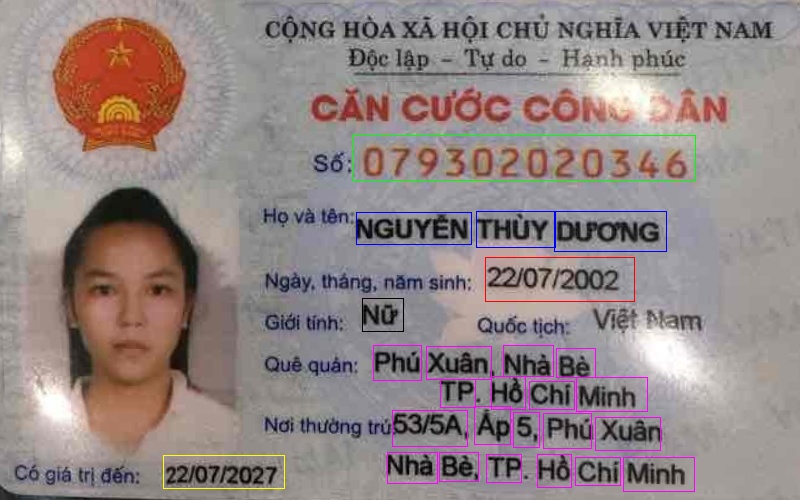 CỘNG HÒA XÃ HỘI CHỦ NGHĨA VIỆT NAM
Độc lập – Tự do – Hạnh phúc
CĂN CƯỚC CÔNG DÂN
Số: 079302020346
Họ và tên: NGUYỄN THÙY DƯƠNG
Ngày, tháng, năm sinh: 22/07/2002
Giới tính: Nữ Quốc tịch: Việt Nam
Quê quán: Phú Xuân, Nhà Bè
TP. Hồ Chí Minh
Nơi thường trú: 53/5A, Ấp 5, Phú Xuân
Nhà Bè, TP. Hồ Chí Minh
Có giá trị đến: 22/07/2027